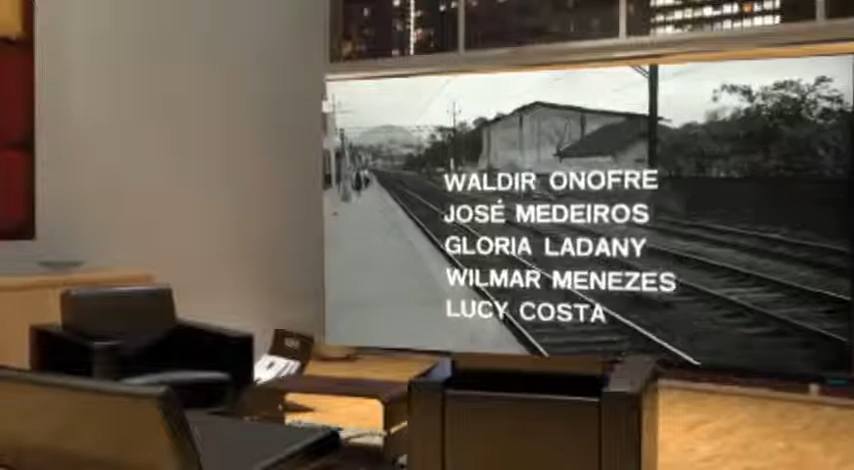 WALDIR ONOFRE
JOSÉ MEDEIROS
GLORIA LADANY
WILMAR MENEZES
LUCY COSTA